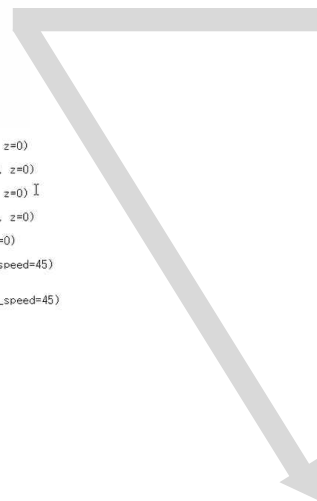 z=0)
, z=0)
z=0)
, z=0)
=0)
speed=45)
_speed=45)